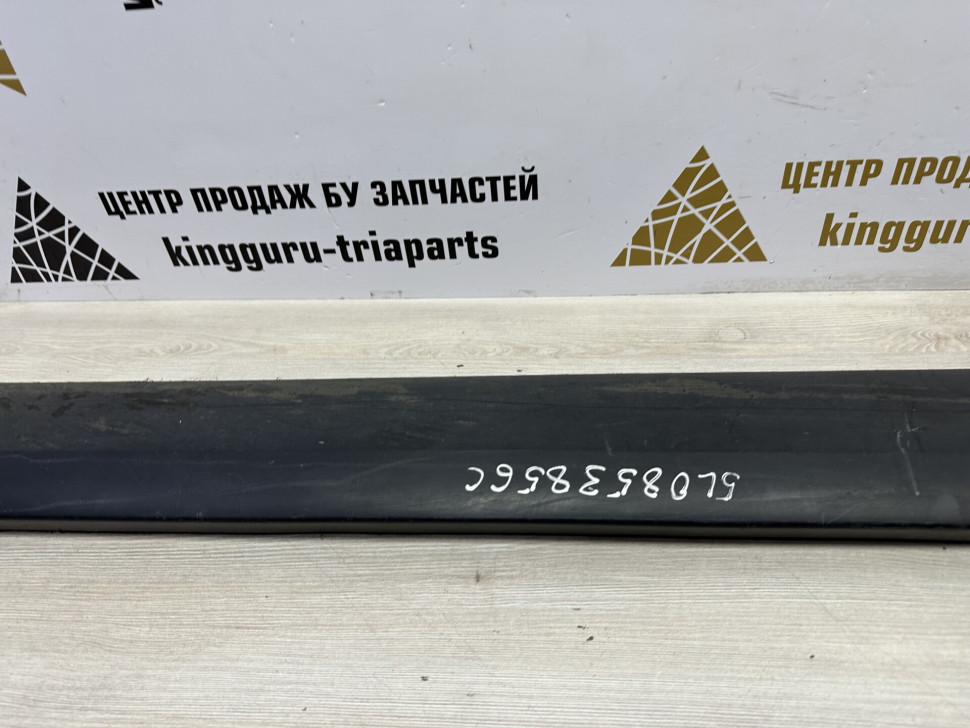 ЦЕНТР ПРОДАЖ БУ ЗАПЧАСТЕЙ
kingguru-triaparts
ЦЕНТР ПРОД
kinggur
5L0853856C